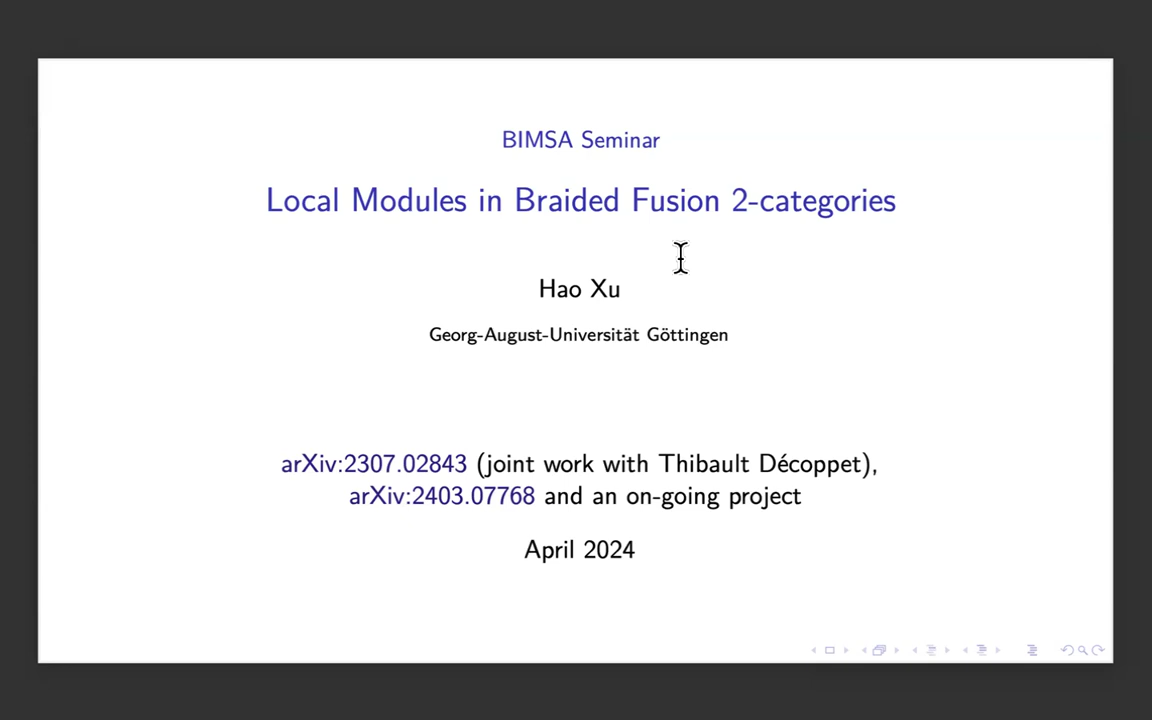 BIMSA Seminar
Local Modules in Braided Fusion 2-categories
Hao Xu
Georg-August-Universität Göttingen
arXiv:2307.02843 (joint work with Thibault Décoppet),
arXiv:2403.07768 and an on-going project
April 2024